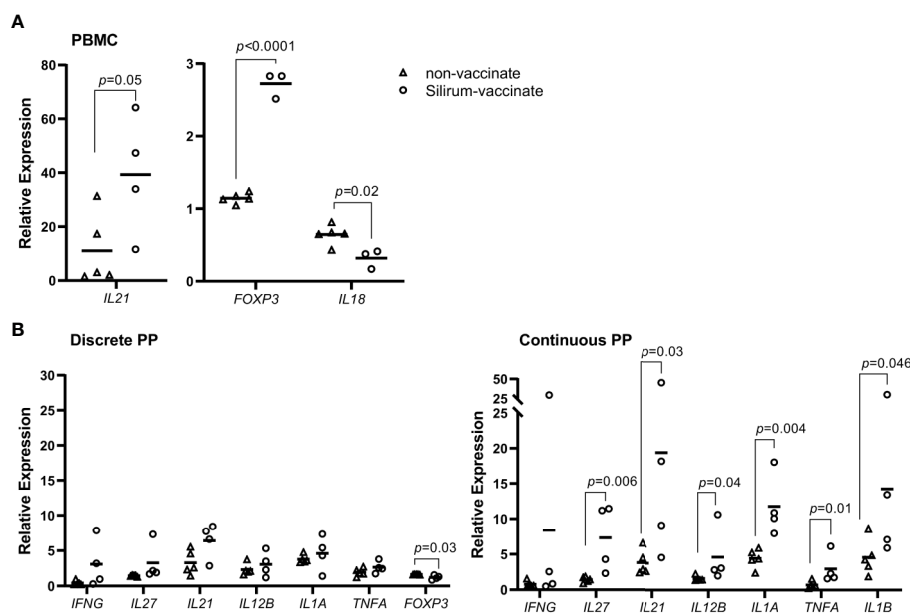 A
PBMC
Relative Expression
80
60
40
20
0
p=0.05
IL21
3
2
1
0
p<0.0001
p=0.02
FOXP3
IL18
non-vaccinate
Silirum-vaccinate
B
Discrete PP
Relative Expression
30
25
20
15
10
5
0
p=0.03
IFNG IL27 IL21 IL12B IL1A TNFA FOXP3
Continuous PP
Relative Expression
50
25
20
15
10
5
0
p=0.006
p=0.03
p=0.04
p=0.004
p=0.01
p=0.046
IFNG IL27 IL21 IL12B IL1A TNFA IL1B